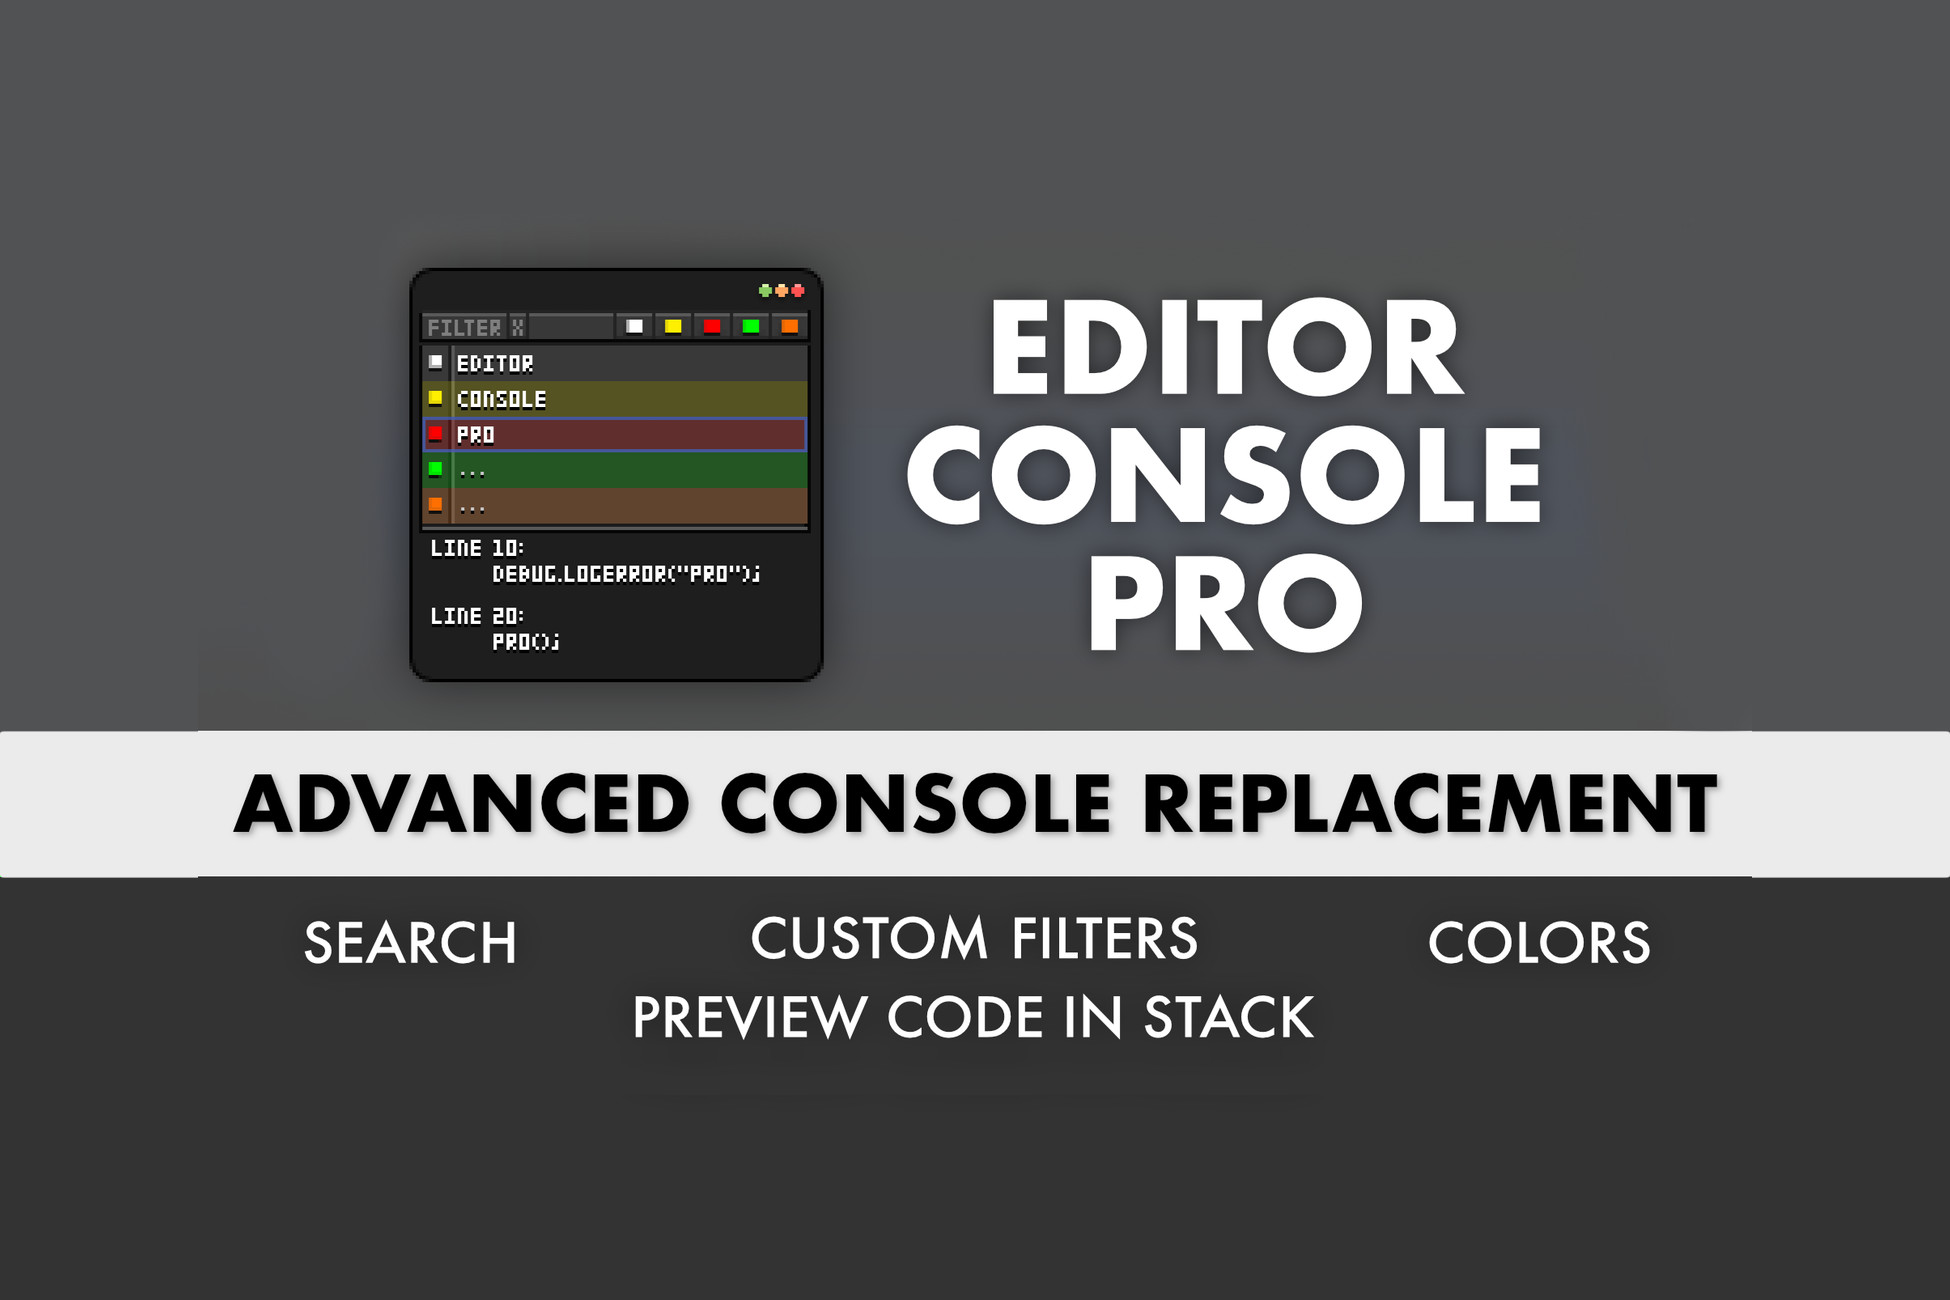 FILTER X
EDITOR
CONSOLE
PRO
...
...
LINE 10:
DEBUG.LOGERROR("PRO");
LINE 20:
PRO();
EDITOR
CONSOLE
PRO
ADVANCED CONSOLE REPLACEMENT
SEARCH
CUSTOM FILTERS
COLORS
PREVIEW CODE IN STACK